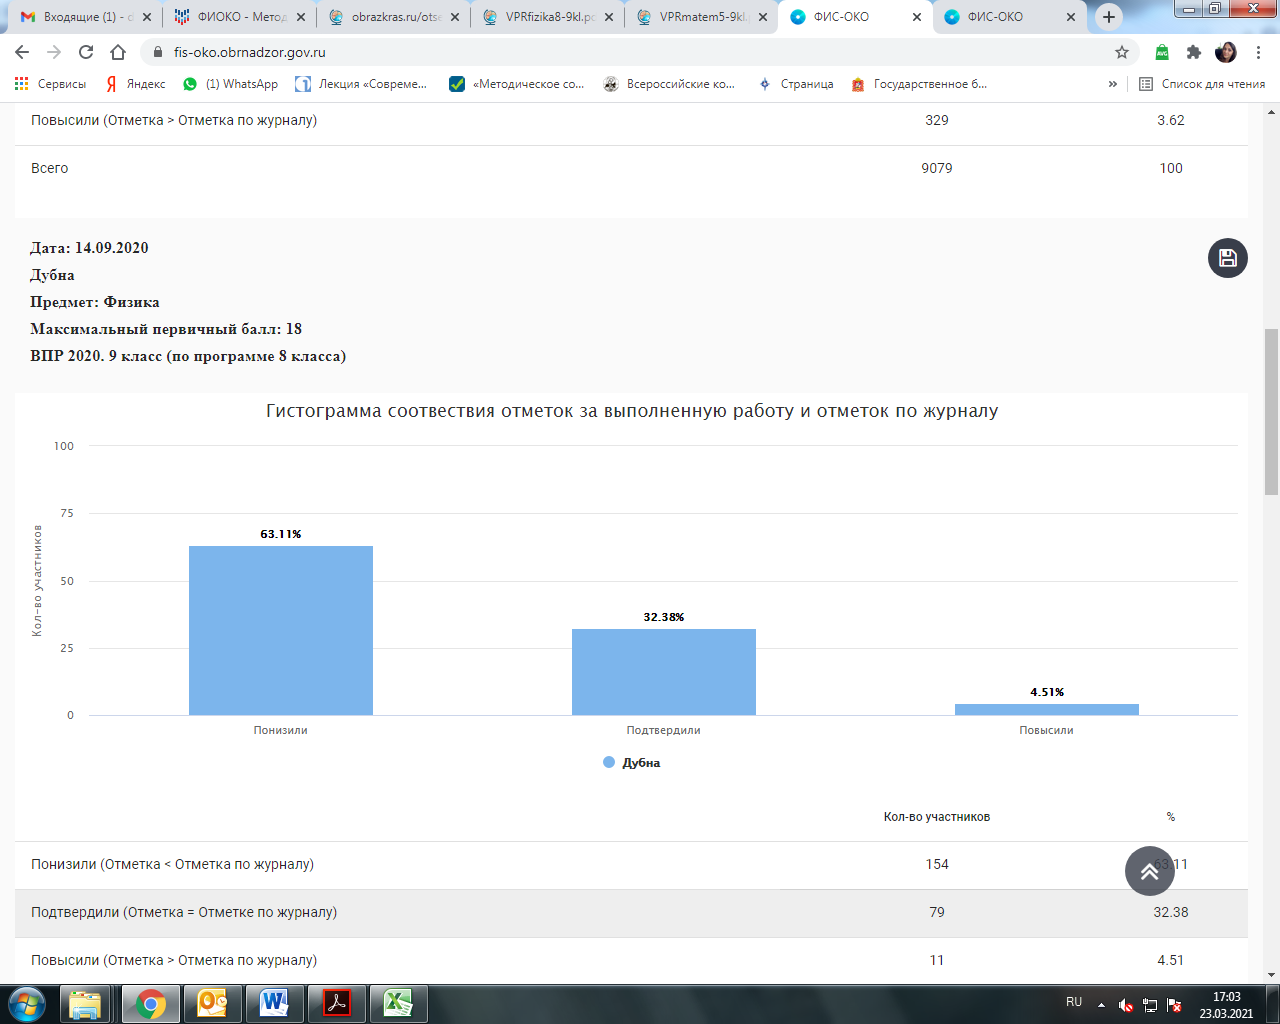 Входящие (1) - d
ФИОКО - Метод
obrazkras.ru/otse
VPRfizika8-9kl.pd
VPRmatem5-9kl.p
ФИС-ОКО
ФИС-ОКО
fis-oko.obrnadzor.gov.ru
Сервисы
Яндекс
(1) WhatsApp
Лекция «Совреме...
«Методическое со...
Всероссийские ко...
Страница
Государственное б...
»
Список для чтения
Повысили (Отметка > Отметка по журналу) 329 3.62
Всего 9079 100
Дата: 14.09.2020
Дубна
Предмет: Физика
Максимальный первичный балл: 18
ВПР 2020. 9 класс (по программе 8 класса)
Гистограмма соотвествия отметок за выполненную работу и отметок по журналу
Кол-во участников
100
75
50
25
0
63.11%
32.38%
4.51%
Понизили
Подтвердили
Повысили
Дубна
Кол-во участников %
Понизили (Отметка < Отметка по журналу) 154 63.11
Подтвердили (Отметка = Отметке по журналу) 79 32.38
Повысили (Отметка > Отметка по журналу) 11 4.51
RU
17:03
23.03.2021